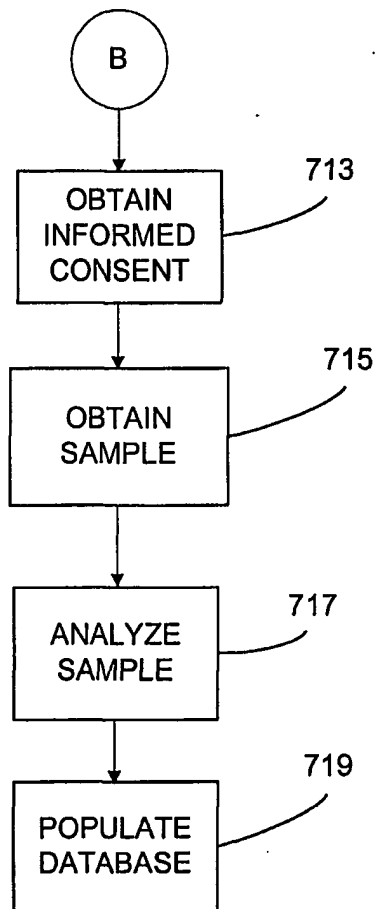 B
713
OBTAIN
INFORMED
CONSENT
715
OBTAIN
SAMPLE
717
ANALYZE
SAMPLE
719
POPULATE
DATABASE